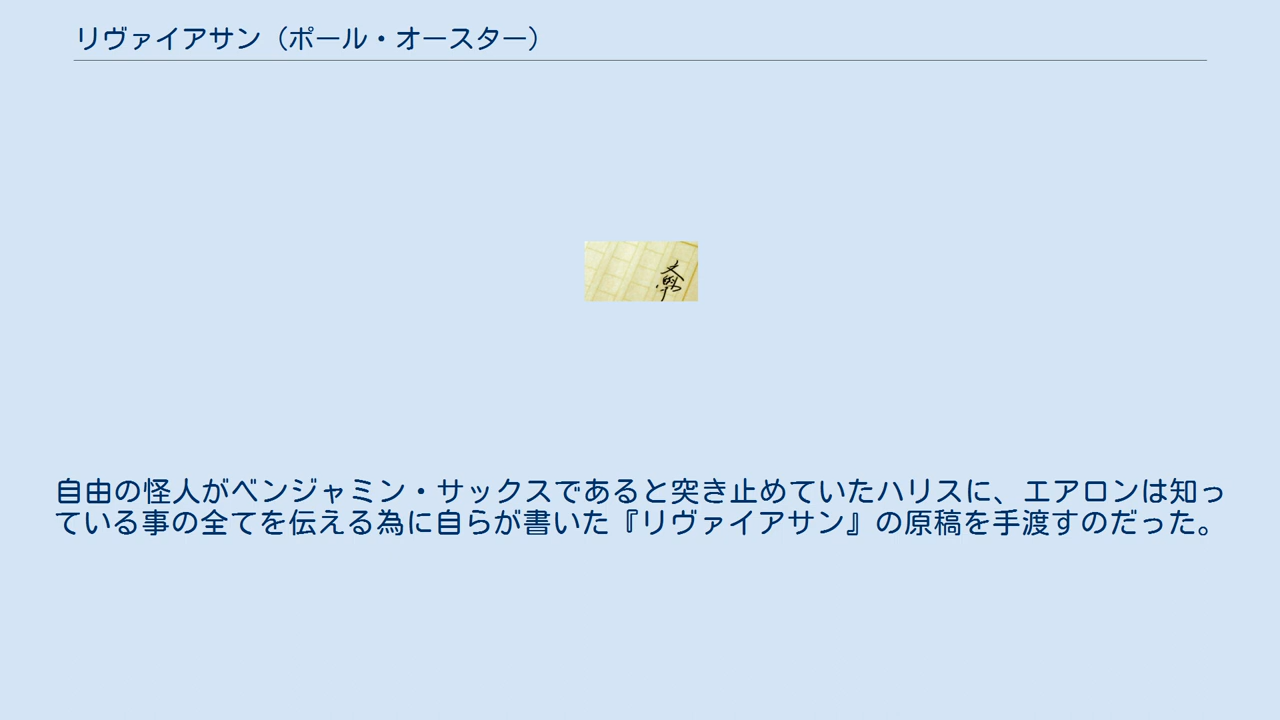 リヴァイアサン（ポール・オースター）
自由の怪人がベンジャミン・サックスであると突き止めていたハリスに、エアロンは知っ
ている事の全てを伝える為に自らが書いた『リヴァイアサン』の原稿を手渡すのだった。